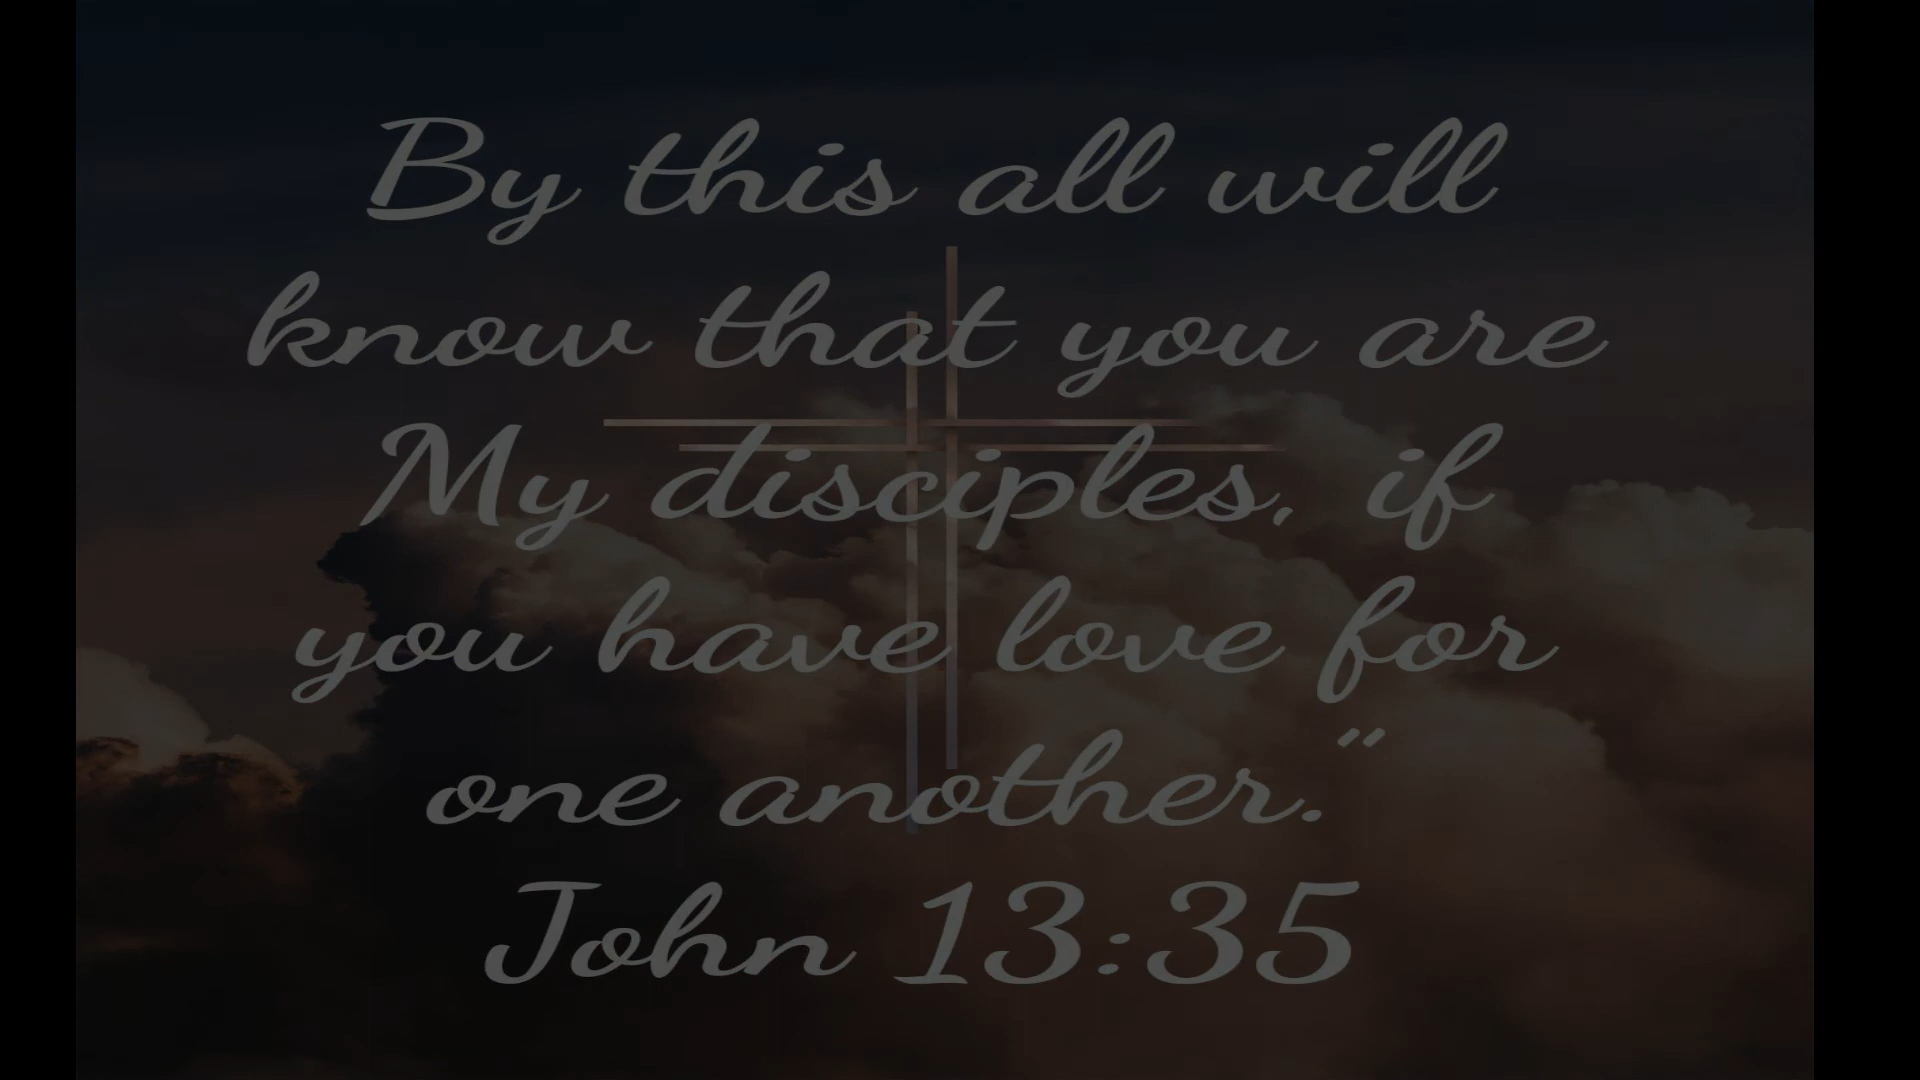 By this all will
know that you are
My disciples, if
you have love for
one another.”
John 13:35